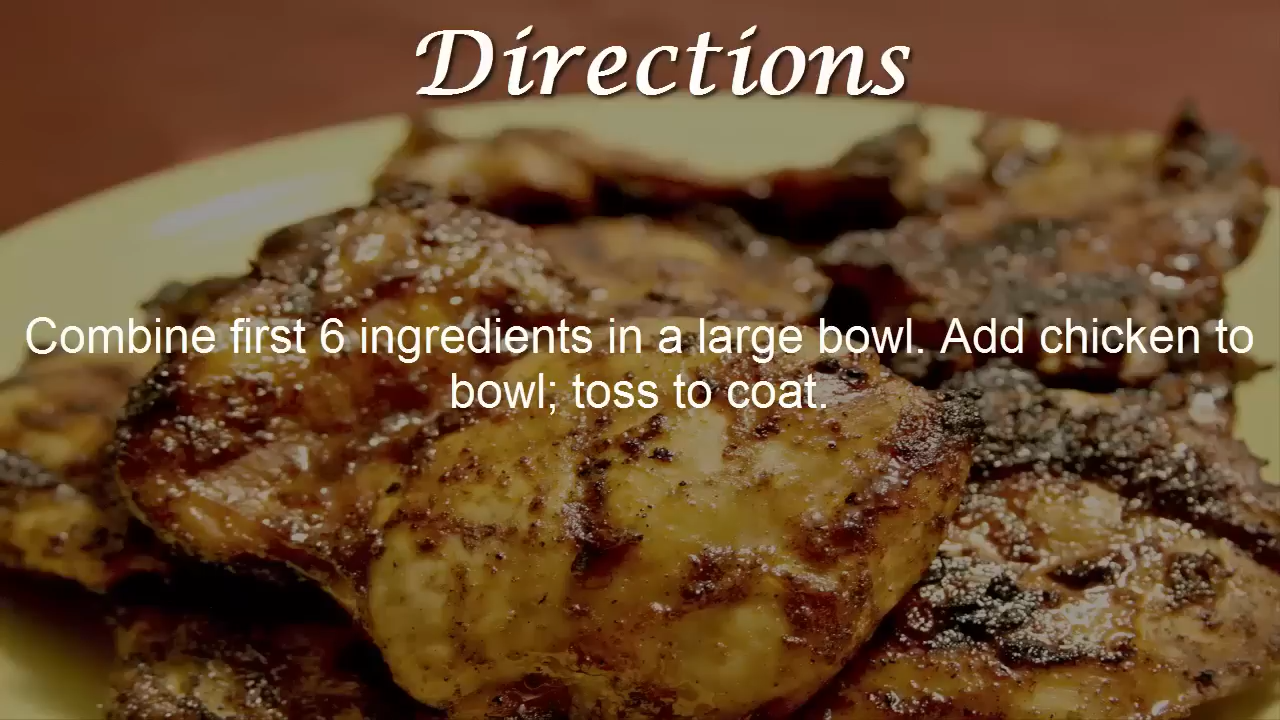 Directions
Combine first 6 ingredients in a large bowl. Add chicken to
bowl; toss to coat.